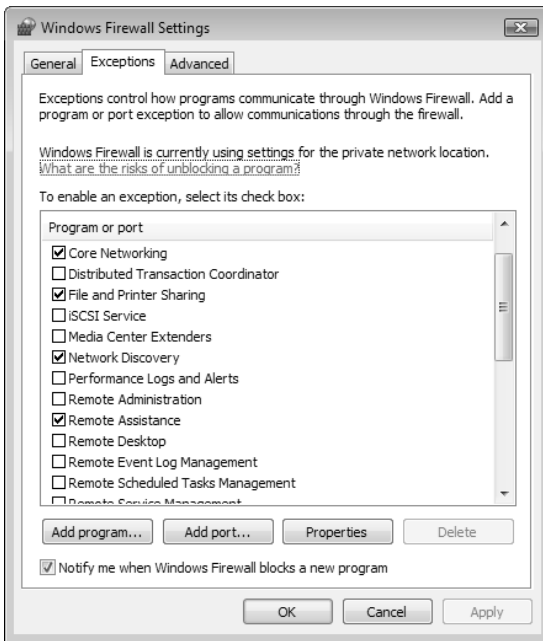 Windows Firewall Settings
General Exceptions Advanced
Exceptions control how programs communicate through Windows Firewall. Add a
program or port exception to allow communications through the firewall.
Windows Firewall is currently using settings for the private network location.
What are the risks of unblocking a program?
To enable an exception, select its check box:
Program or port
Core Networking
Distributed Transaction Coordinator
File and Printer Sharing
iSCSI Service
Media Center Extenders
Network Discovery
Performance Logs and Alerts
Remote Administration
Remote Assistance
Remote Desktop
Remote Event Log Management
Remote Scheduled Tasks Management
Remote Service Management
Add program... Add port... Properties Delete
Notify me when Windows Firewall blocks a new program
OK Cancel Apply